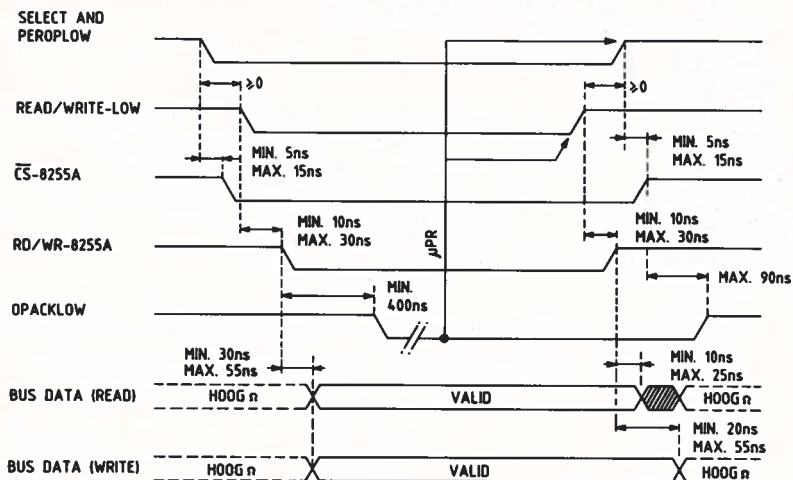 SELECT AND
PEROPLOW
≥0
≥0
READ/WRITE-LOW
MIN. 5ns
MAX. 15ns
MIN. 5ns
MAX. 15ns
C̅S̅-8255A
MIN. 10ns
MAX. 30ns
MIN. 10ns
MAX. 30ns
RD/WR-8255A
µPR
MAX. 90ns
MIN.
400ns
OPACKLOW
MIN. 30ns
MAX. 55ns
MIN. 10ns
MAX. 25ns
BUS DATA (READ)
HOOG Ω
VALID
HOOG Ω
MIN. 20ns
MAX. 55ns
BUS DATA (WRITE)
HOOG Ω
VALID
HOOG Ω